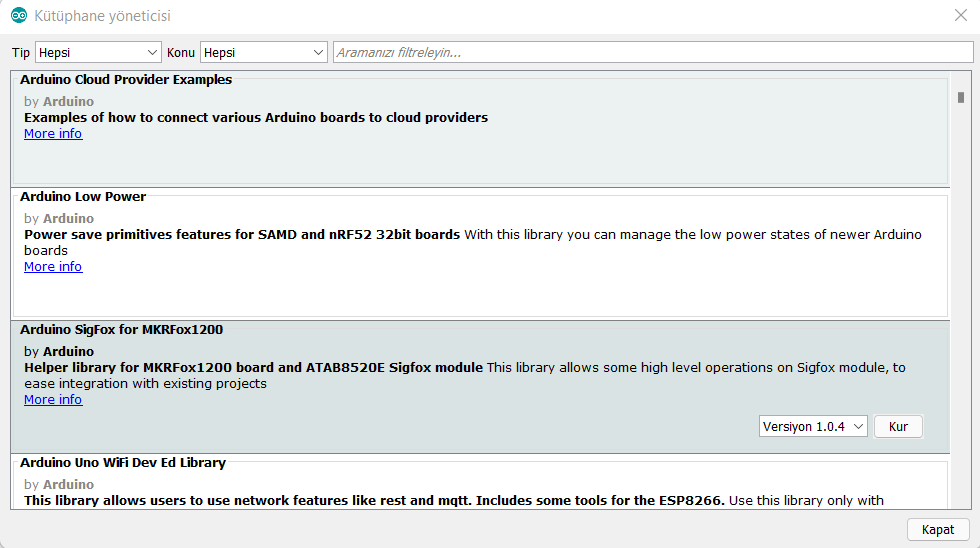 Kütüphane yöneticisi
Tip Hepsi Konu Hepsi Aramanızı filtreleyin...
Arduino Cloud Provider Examples
by Arduino
Examples of how to connect various Arduino boards to cloud providers
More info
Arduino Low Power
by Arduino
Power save primitives features for SAMD and nRF52 32bit boards With this library you can manage the low power states of newer Arduino
boards
More info
Arduino SigFox for MKRFox1200
by Arduino
Helper library for MKRFox1200 board and ATAB8520E Sigfox module This library allows some high level operations on Sigfox module, to
ease integration with existing projects
More info
Versiyon 1.0.4 Kur
Arduino Uno WiFi Dev Ed Library
by Arduino
This library allows users to use network features like rest and mqtt. Includes some tools for the ESP8266. Use this library only with
Kapat